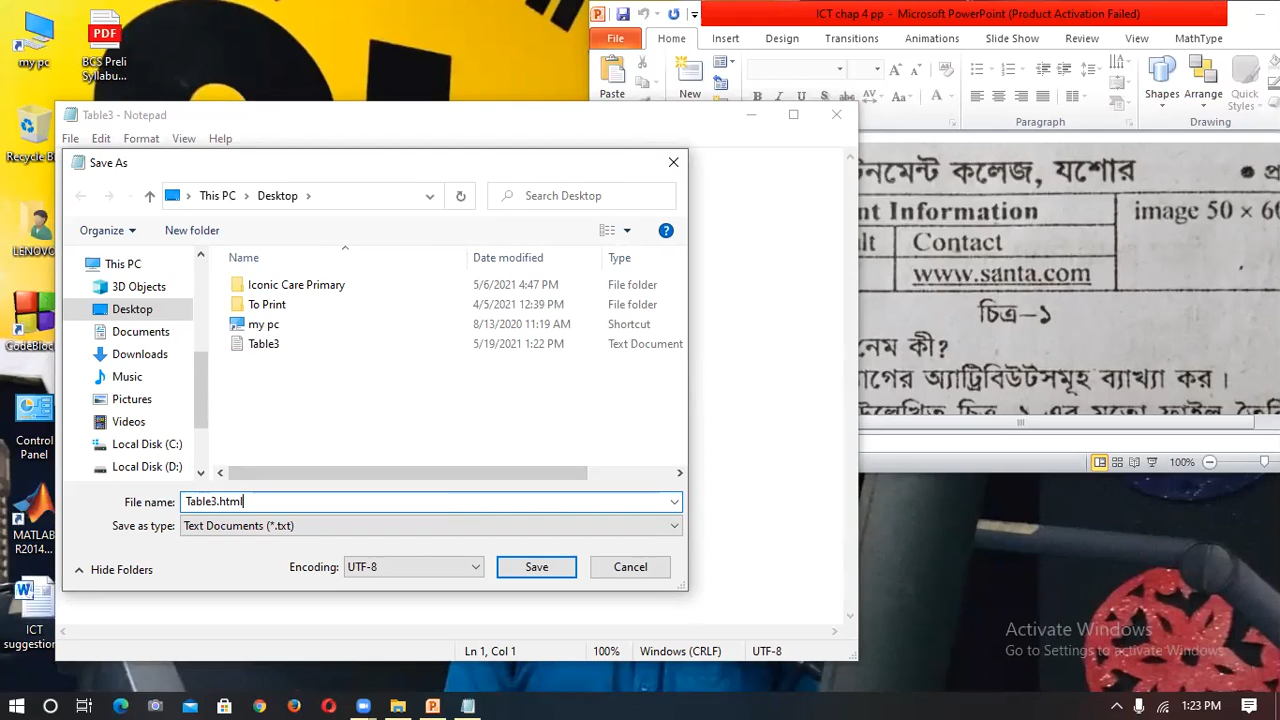 my pc
PDF
BCS Preli
Syllabu...
Recycle Bi
LENOVO
CodeBlock
Control
Panel
MATLAB
R2014...
ICT
suggestion
ICT chap 4 pp - Microsoft PowerPoint (Product Activation Failed)
File Home Insert Design Transitions Animations Slide Show Review View MathType
Paste New Shapes Arrange Quick
Styles
Paragraph Drawing
Table3 - Notepad
File Edit Format View Help
Save As
This PC Desktop Search Desktop
Organize New folder
Name Date modified Type
This PC
3D Objects
Desktop
Documents
Downloads
Music
Pictures
Videos
Local Disk (C:)
Local Disk (D:)
Iconic Care Primary 5/6/2021 4:47 PM File folder
To Print 4/5/2021 12:39 PM File folder
my pc 8/13/2020 11:19 AM Shortcut
Table3 5/19/2021 1:22 PM Text Document
File name: Table3.html
Save as type: Text Documents (*.txt)
Hide Folders Encoding: UTF-8 Save Cancel
Ln 1, Col 1 100% Windows (CRLF) UTF-8
টনমেন্ট কলেজ, যশোর
nt Information image 50 × 60
lt Contact
www.santa.com
চিত্র-১
নেম কী?
গের অ্যাট্রিবিউটসমূহ ব্যাখ্যা কর।
100%
Activate Windows
Go to Settings to activate Windows.
1:23 PM